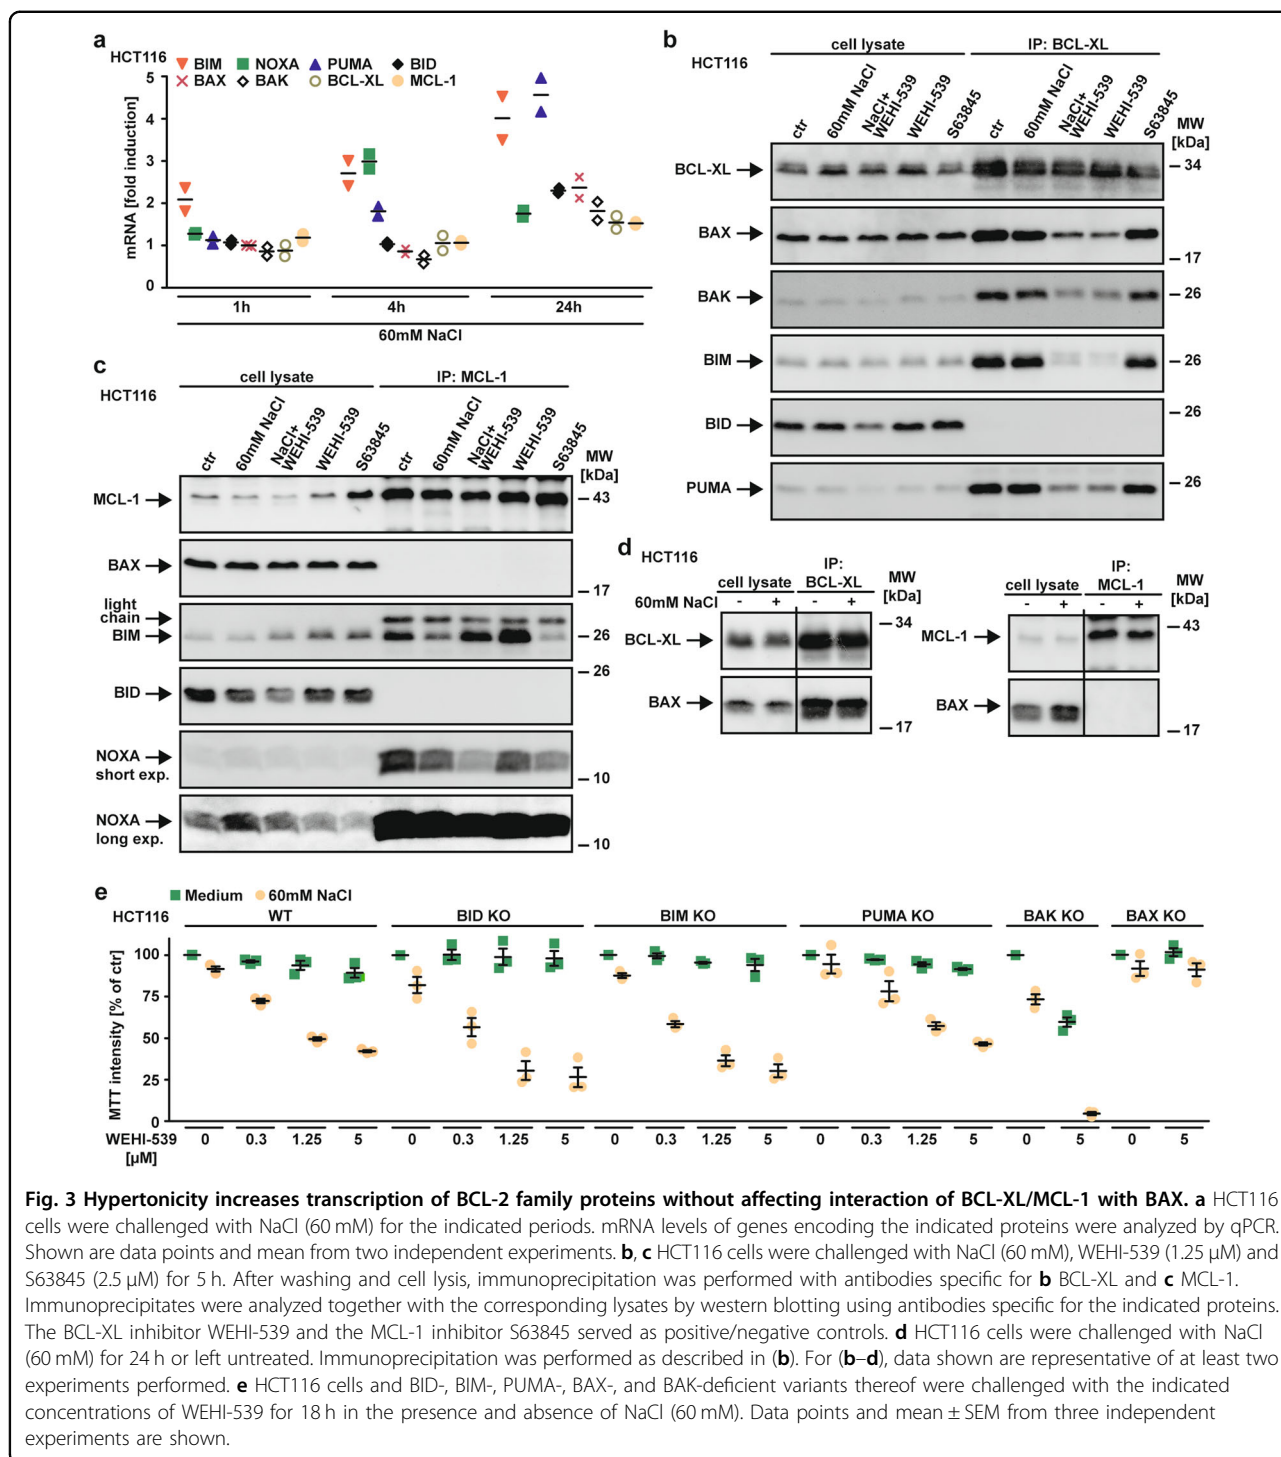 a
HCT116
BIM NOXA PUMA BID
BAX BAK BCL-XL MCL-1
mRNA [fold induction]
5
4
3
2
1
0
1h 4h 24h
60mM NaCl
b
HCT116
cell lysate IP: BCL-XL
ctr 60mM NaCl NaCl+ WEHI-539 WEHI-539 S63845 ctr 60mM NaCl NaCl+ WEHI-539 WEHI-539 S63845
MW
[kDa]
BCL-XL 34
BAX 17
BAK 26
BIM 26
BID 26
PUMA 26
c
HCT116
cell lysate IP: MCL-1
ctr 60mM NaCl NaCl+ WEHI-539 WEHI-539 S63845 ctr 60mM NaCl NaCl+ WEHI-539 WEHI-539 S63845
MW
[kDa]
MCL-1 43
BAX 17
light
chain
BIM 26
BID 26
NOXA
short exp. 10
NOXA
long exp. 10
d
HCT116
cell lysate IP: BCL-XL MW [kDa]
60mM NaCl - + - +
BCL-XL 34
BAX 17
cell lysate IP: MCL-1 MW [kDa]
- + - +
MCL-1 43
BAX 17
e
Medium 60mM NaCl
HCT116 WT BID KO BIM KO PUMA KO BAK KO BAX KO
MTT intensity [% of ctr]
100
75
50
25
0
WEHI-539 [µM] 0 0.3 1.25 5 0 0.3 1.25 5 0 0.3 1.25 5 0 0.3 1.25 5 0 5 0 5
Fig. 3 Hypertonicity increases transcription of BCL-2 family proteins without affecting interaction of BCL-XL/MCL-1 with BAX. a HCT116
cells were challenged with NaCl (60 mM) for the indicated periods. mRNA levels of genes encoding the indicated proteins were analyzed by qPCR.
Shown are data points and mean from two independent experiments. b, c HCT116 cells were challenged with NaCl (60 mM), WEHI-539 (1.25 µM) and
S63845 (2.5 µM) for 5 h. After washing and cell lysis, immunoprecipitation was performed with antibodies specific for b BCL-XL and c MCL-1.
Immunoprecipitates were analyzed together with the corresponding lysates by western blotting using antibodies specific for the indicated proteins.
The BCL-XL inhibitor WEHI-539 and the MCL-1 inhibitor S63845 served as positive/negative controls. d HCT116 cells were challenged with NaCl
(60 mM) for 24 h or left untreated. Immunoprecipitation was performed as described in (b). For (b–d), data shown are representative of at least two
experiments performed. e HCT116 cells and BID-, BIM-, PUMA-, BAX-, and BAK-deficient variants thereof were challenged with the indicated
concentrations of WEHI-539 for 18 h in the presence and absence of NaCl (60 mM). Data points and mean ± SEM from three independent
experiments are shown.